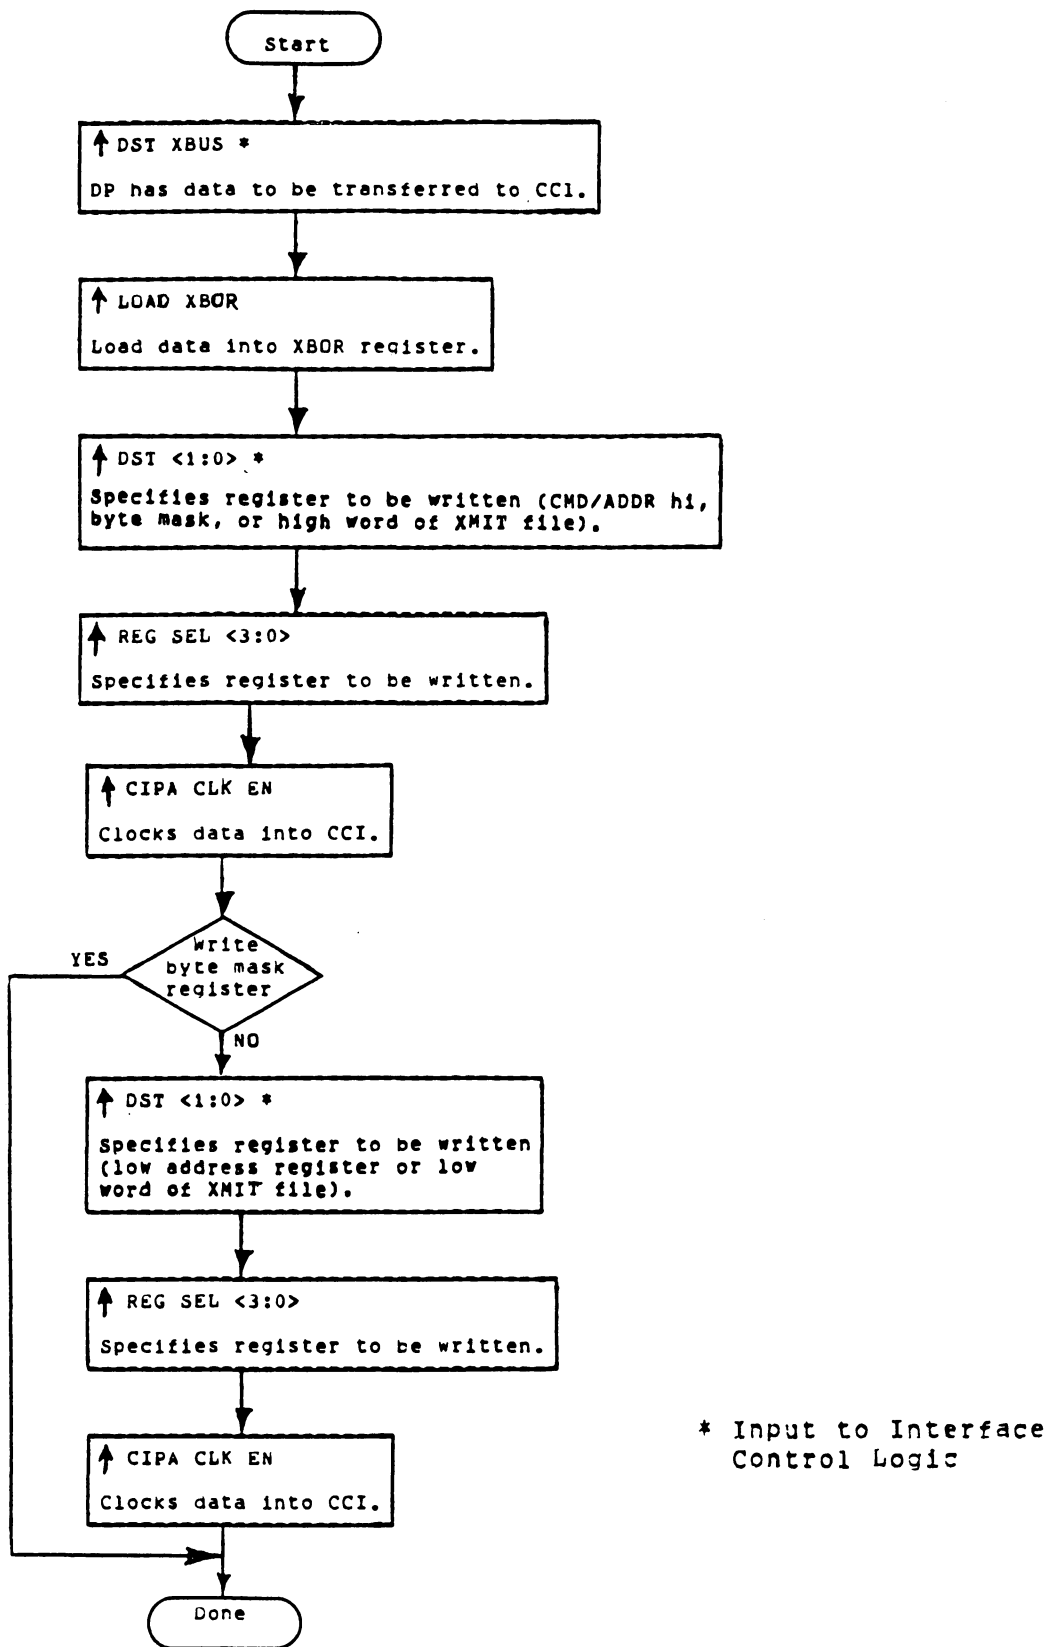 Start
↑ DST XBUS *
DP has data to be transferred to CCI.
↑ LOAD XBOR
Load data into XBOR register.
↑ DST <1:0> *
Specifies register to be written (CMD/ADDR hi,
byte mask, or high word of XMIT file).
↑ REG SEL <3:0>
Specifies register to be written.
↑ CIPA CLK EN
Clocks data into CCI.
Write
byte mask
register
YES
NO
↑ DST <1:0> *
Specifies register to be written
(low address register or low
word of XMIT file).
↑ REG SEL <3:0>
Specifies register to be written.
↑ CIPA CLK EN
Clocks data into CCI.
* Input to Interface
Control Logic
Done